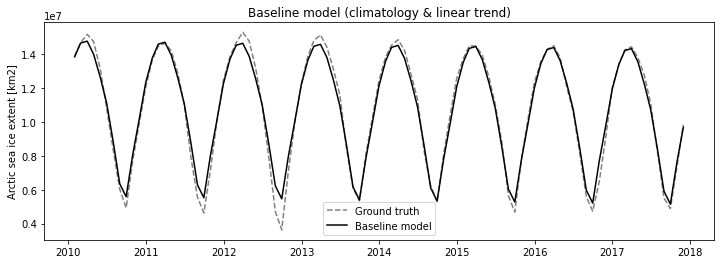 Baseline model (climatology & linear trend)
1e7
Arctic sea ice extent [km2]
1.4
1.2
1.0
0.8
0.6
0.4
Ground truth
Baseline model
2010 2011 2012 2013 2014 2015 2016 2017 2018